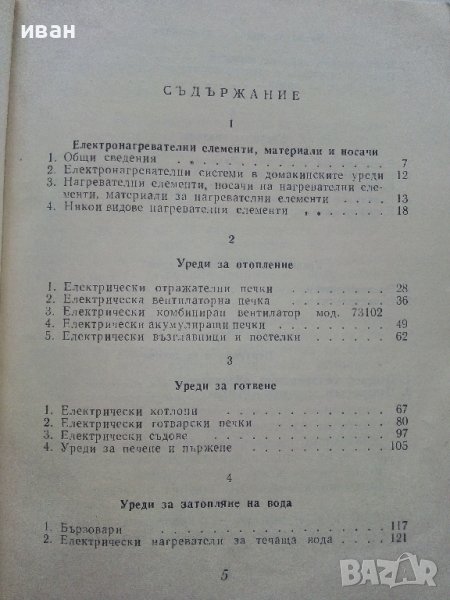 иван
СЪДЪРЖАНИЕ
1
Електронагревателни елементи, материали и носачи
1. Общи сведения . . . . . . . . . . 7
2. Електронагревателни системи в домакинските уреди 12
3. Нагревателни елементи, носачи на нагревателни еле-
менти, материали за нагревателни елементи . . . 13
4. Някои видове нагревателни елементи . . . . . 18
2
Уреди за отопление
1. Електрически отражателни печки . . . . . . 28
2. Електрическа вентилаторна печка . . . . . . 36
3. Електрически комбиниран вентилатор мод. 73102
4. Електрически акумулиращи печки . . . . . . 49
5. Електрически възглавници и постелки . . . . . 62
3
Уреди за готвене
1. Електрически котлони . . . . . . . . . 67
2. Електрически готварски печки . . . . . . . 80
3. Електрически съдове . . . . . . . . . 97
4. Уреди за печене и пържене . . . . . . . 105
4
Уреди за затопляне на вода
1. Бързовари . . . . . . . . . . . . 117
2. Електрически нагреватели за течаща вода . . . . 121
5
BAZAR